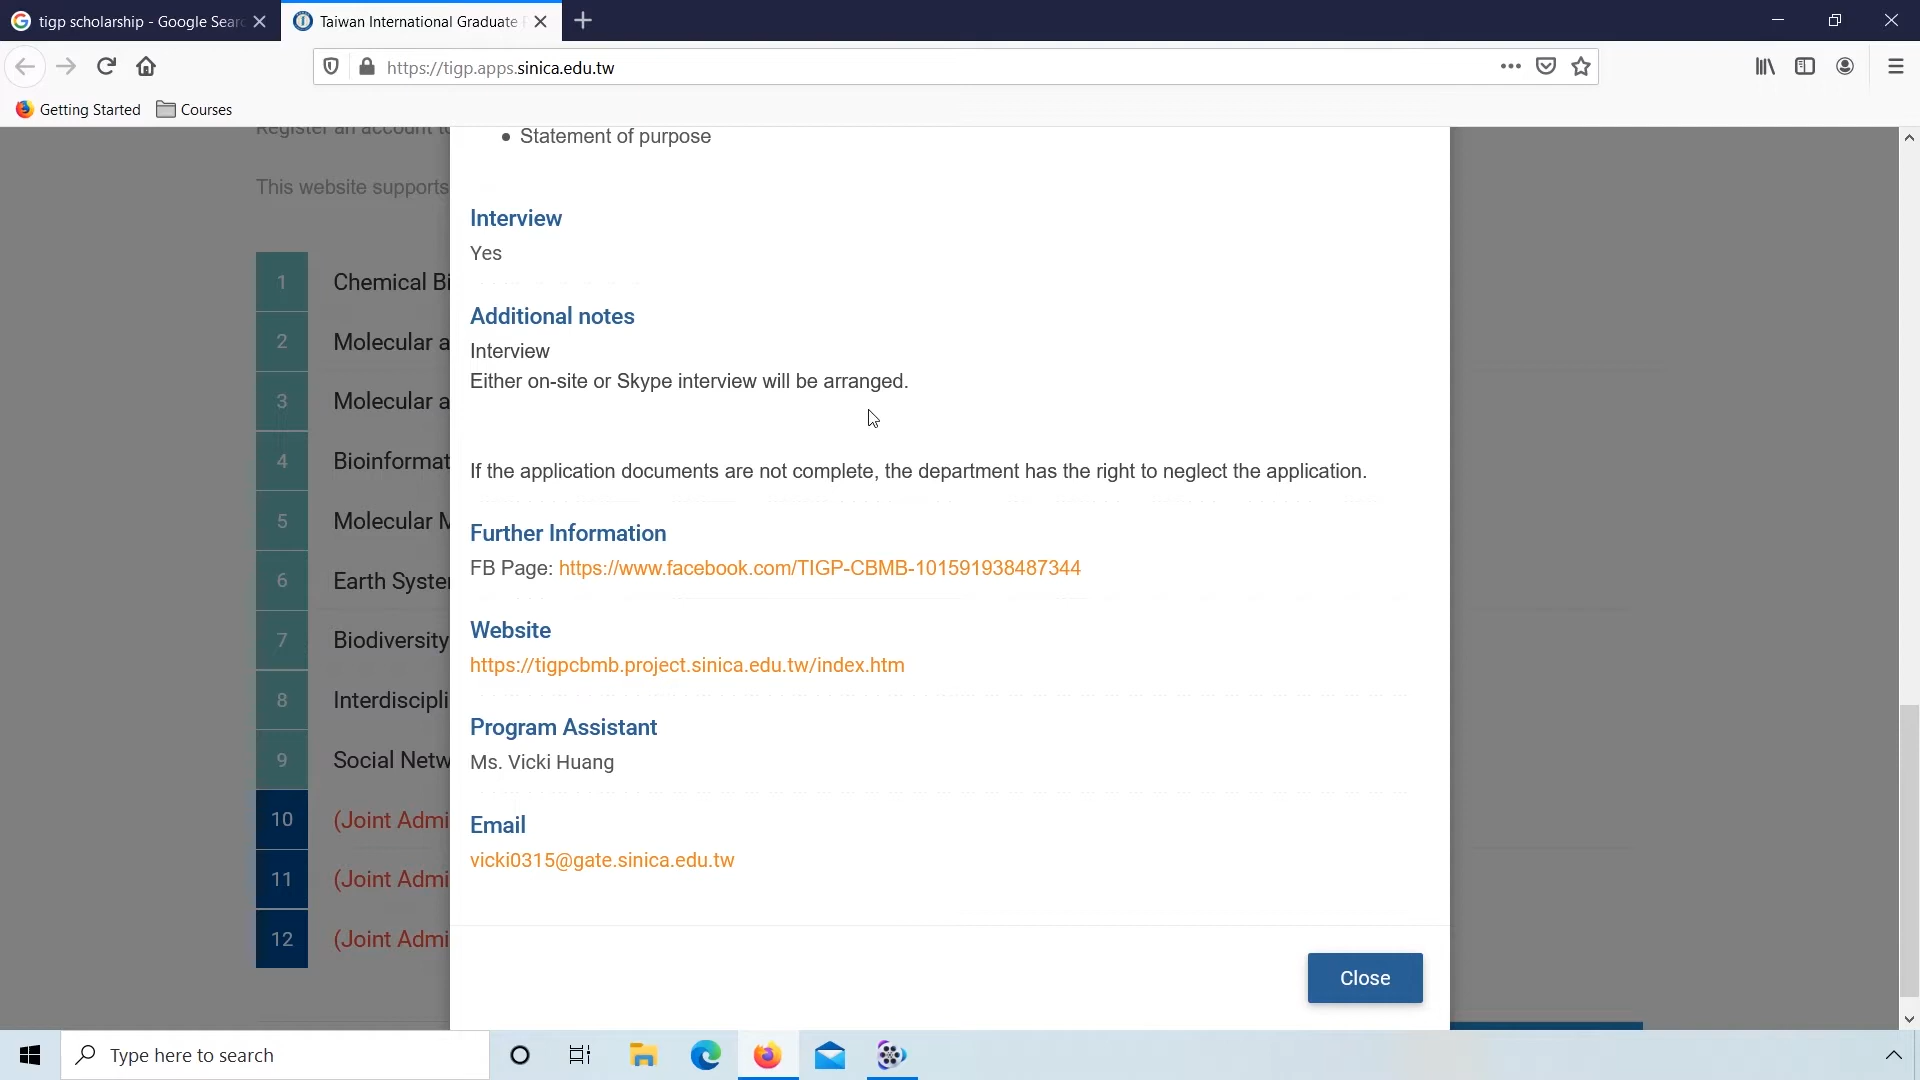 tigp scholarship - Google Sear
Taiwan International Graduate
https://tigp.apps.sinica.edu.tw
Getting Started
Courses
Register an account to
This website supports
1 Chemical Bi
2 Molecular a
3 Molecular a
4 Bioinformat
5 Molecular M
6 Earth Syste
7 Biodiversity
8 Interdiscipli
9 Social Netw
10 (Joint Admi
11 (Joint Admi
12 (Joint Admi
• Statement of purpose
Interview
Yes
Additional notes
Interview
Either on-site or Skype interview will be arranged.
If the application documents are not complete, the department has the right to neglect the application.
Further Information
FB Page: https://www.facebook.com/TIGP-CBMB-101591938487344
Website
https://tigpcbmb.project.sinica.edu.tw/index.htm
Program Assistant
Ms. Vicki Huang
Email
vicki0315@gate.sinica.edu.tw
Close
Type here to search